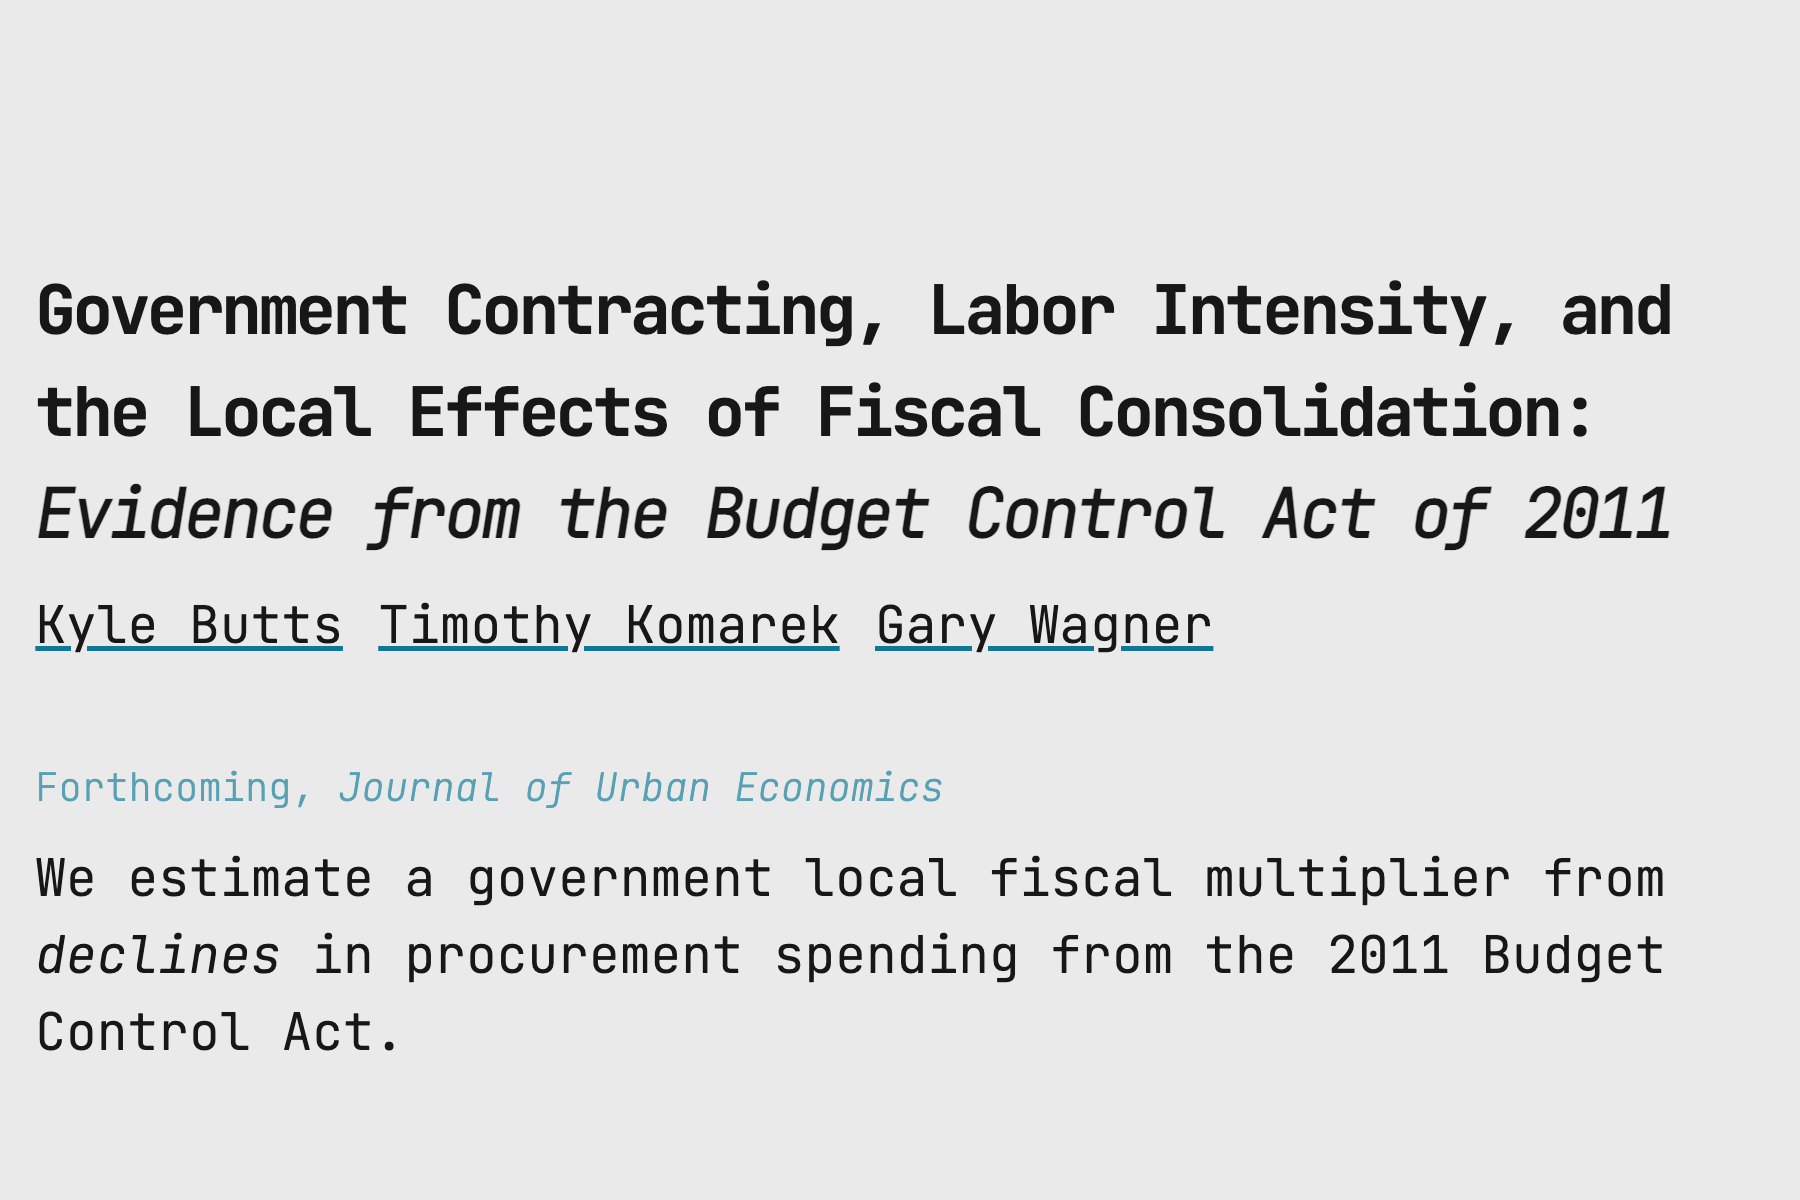 Government Contracting, Labor Intensity, and
the Local Effects of Fiscal Consolidation:
Evidence from the Budget Control Act of 2011
Kyle Butts Timothy Komarek Gary Wagner
Forthcoming, Journal of Urban Economics
We estimate a government local fiscal multiplier from
declines in procurement spending from the 2011 Budget
Control Act.